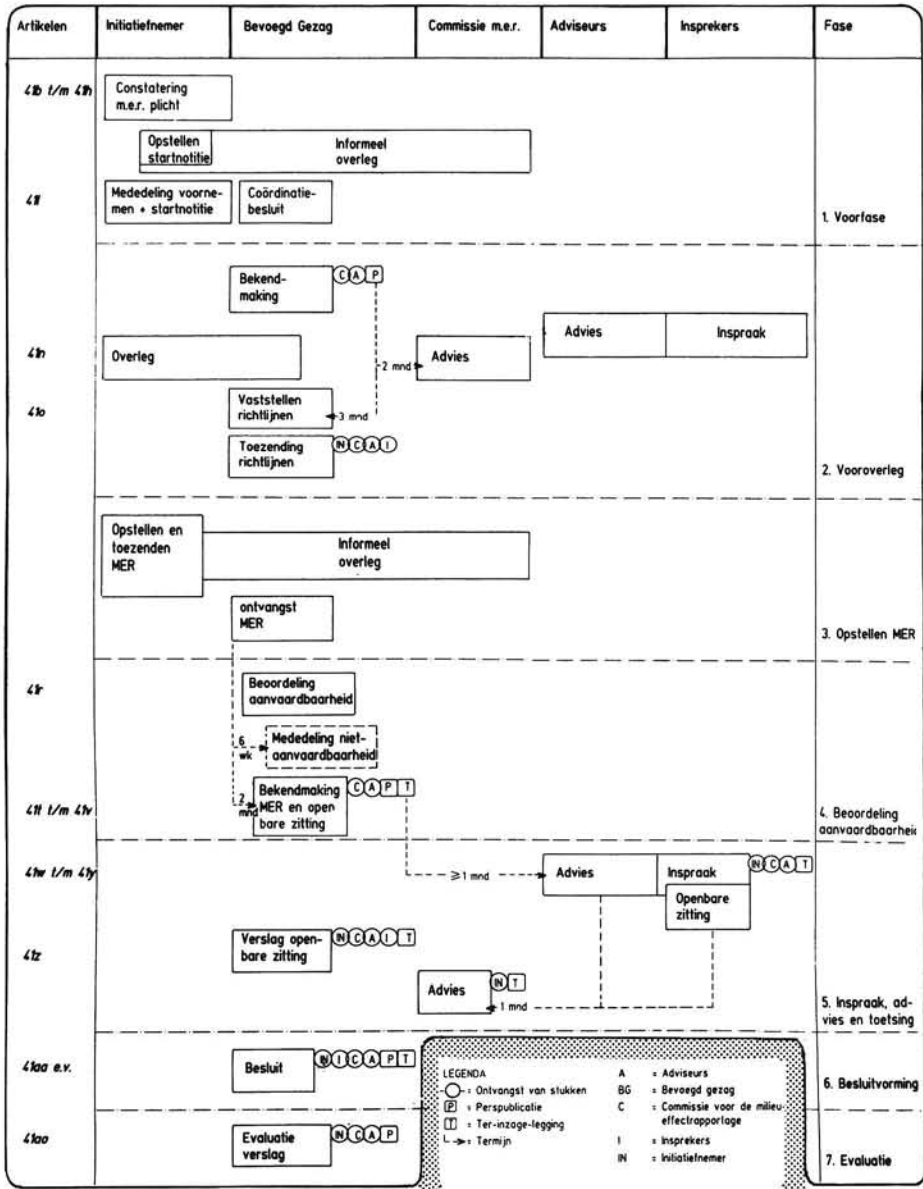 Artikelen Initiatiefnemer Bevoegd Gezag Commissie m.e.r. Adviseurs Insprekers Fase
41b t/m 41h
Constatering
m.e.r. plicht
Opstellen
startnotitie
Informeel
overleg
41l
Mededeling voorne-
men + startnotitie
Coördinatie-
besluit
1. Voorfase
Bekend-
making
C A P
41n
Overleg
2 mnd
Advies
Advies
Inspraak
41o
Vaststellen
richtlijnen
3 mnd
Toezending
richtlijnen
IN C A I
2. Vooroverleg
Opstellen en
toezenden
MER
Informeel
overleg
ontvangst
MER
3. Opstellen MER
41r
Beoordeling
aanvaardbaarheid
6
wk
Mededeling niet-
aanvaardbaarheid
41t t/m 41v
2
mnd
Bekendmaking
MER en open
bare zitting
C A P T
4. Beoordeling
aanvaardbaarheid
41w t/m 41y
≥1 mnd
Advies
Inspraak
IN C A T
Openbare
zitting
41z
Verslag open-
bare zitting
IN C A I T
Advies
IN T
1 mnd
5. Inspraak, ad-
vies en toetsing
41aa e.v.
Besluit
IN I C A P T
6. Besluitvorming
41ao
Evaluatie
verslag
IN C A P
7. Evaluatie
LEGENDA
= Ontvangst van stukken
P = Perspublicatie
T = Ter-inzage-legging
= Termijn
A = Adviseurs
BG = Bevoegd gezag
C = Commissie voor de milieu-
effectrapportage
I = Insprekers
IN = Initiatiefnemer